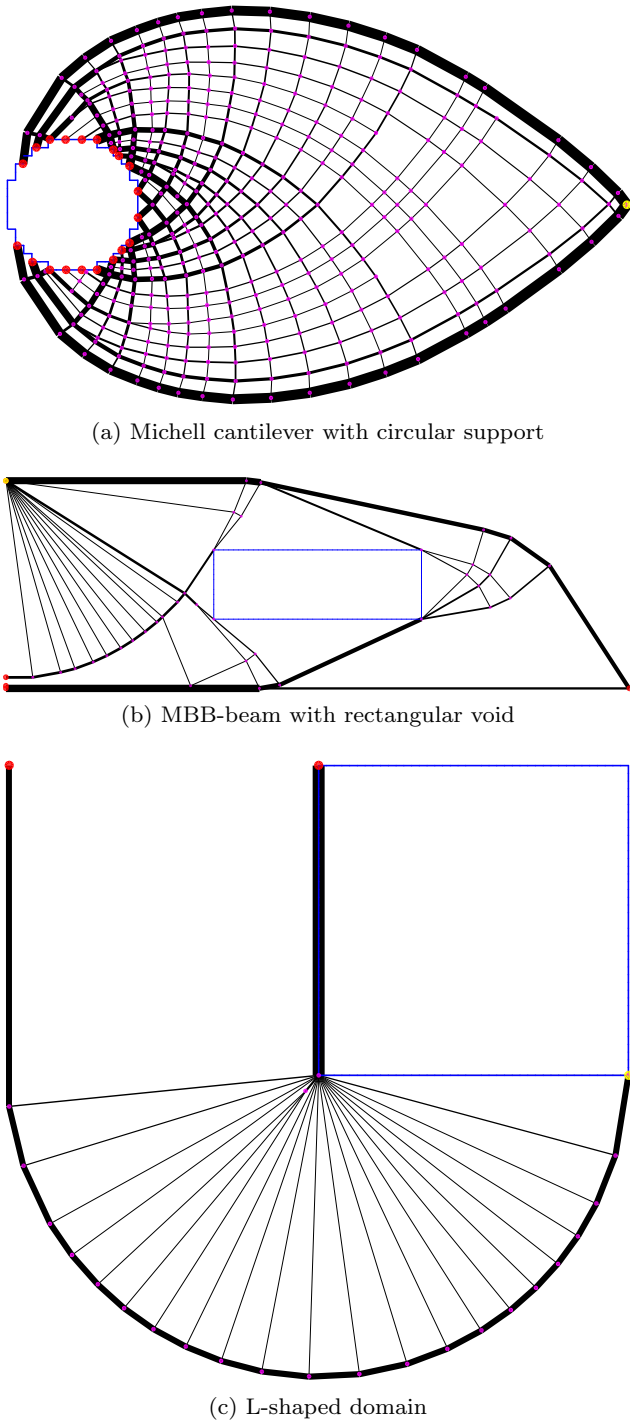 (a) Michell cantilever with circular support
(b) MBB-beam with rectangular void
(c) L-shaped domain